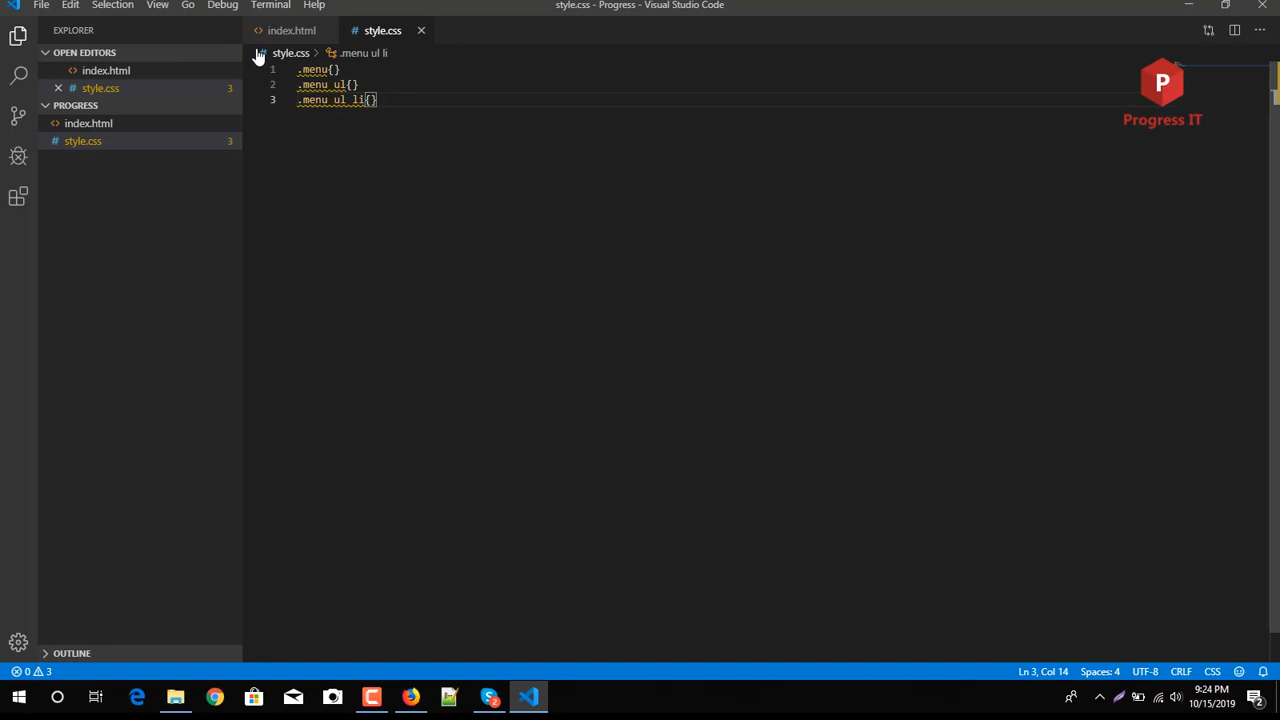 File Edit Selection View Go Debug Terminal Help
style.css - Progress - Visual Studio Code
EXPLORER
index.html
style.css
OPEN EDITORS
style.css > .menu ul li
index.html
1 .menu{}
style.css 3
2 .menu ul{}
PROGRESS
3 .menu ul li{}
index.html
style.css 3
P
Progress IT
OUTLINE
0 3
Ln 3, Col 14 Spaces: 4 UTF-8 CRLF CSS
2
9:24 PM
10/15/2019
2